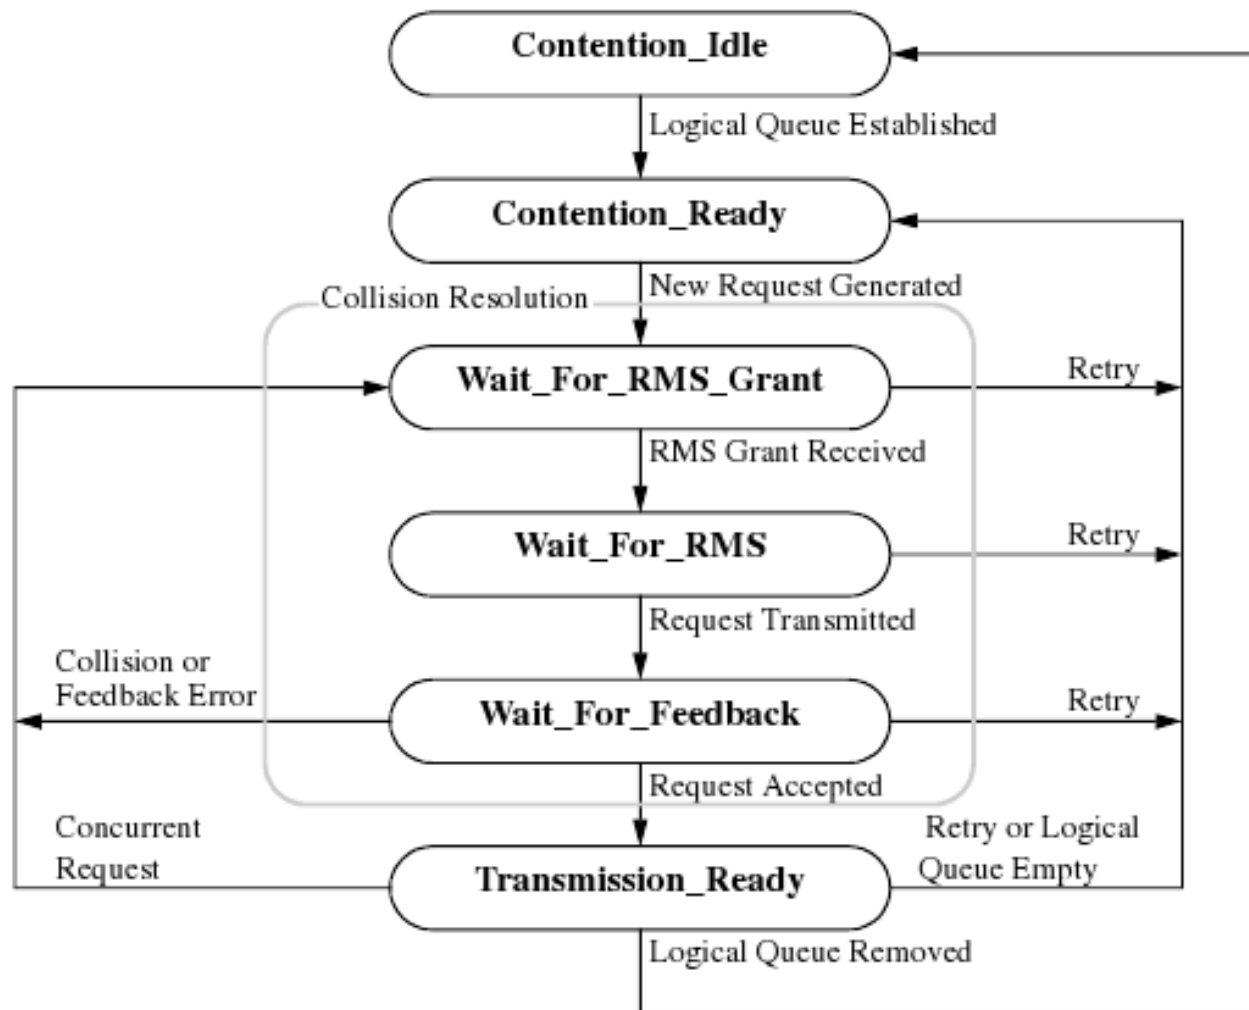 Contention_Idle
Logical Queue Established
Contention_Ready
New Request Generated
Collision Resolution
Wait_For_RMS_Grant
Retry
RMS Grant Received
Wait_For_RMS
Retry
Request Transmitted
Collision or
Feedback Error
Wait_For_Feedback
Retry
Request Accepted
Concurrent
Request
Retry or Logical
Queue Empty
Transmission_Ready
Logical Queue Removed